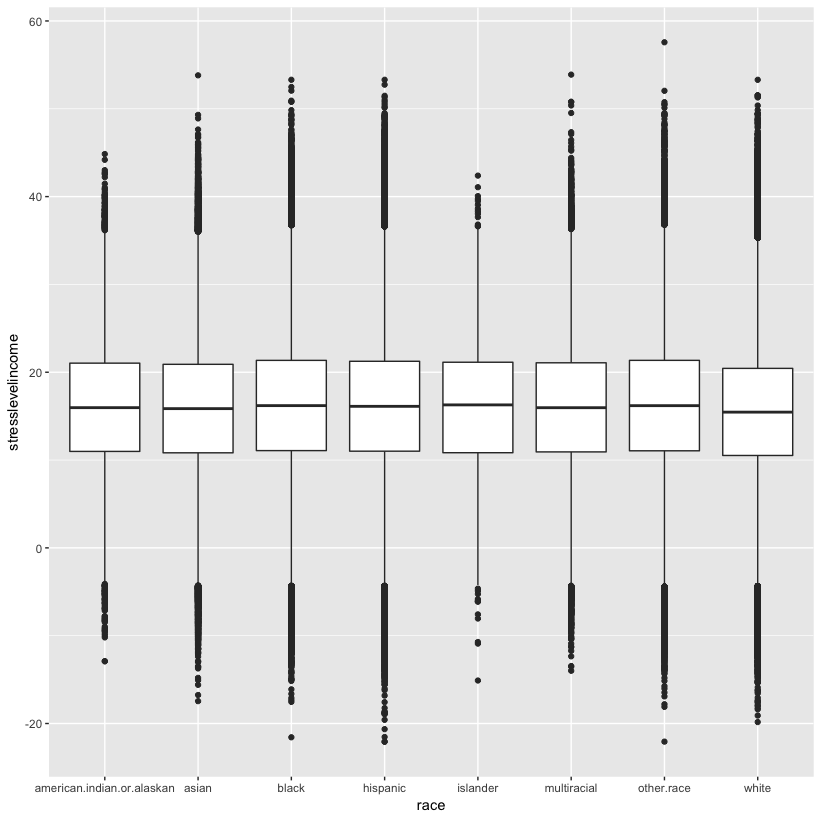 60
40
20
0
-20
stresslevelincome
american.indian.or.alaskan asian black hispanic islander multiracial other.race white
race